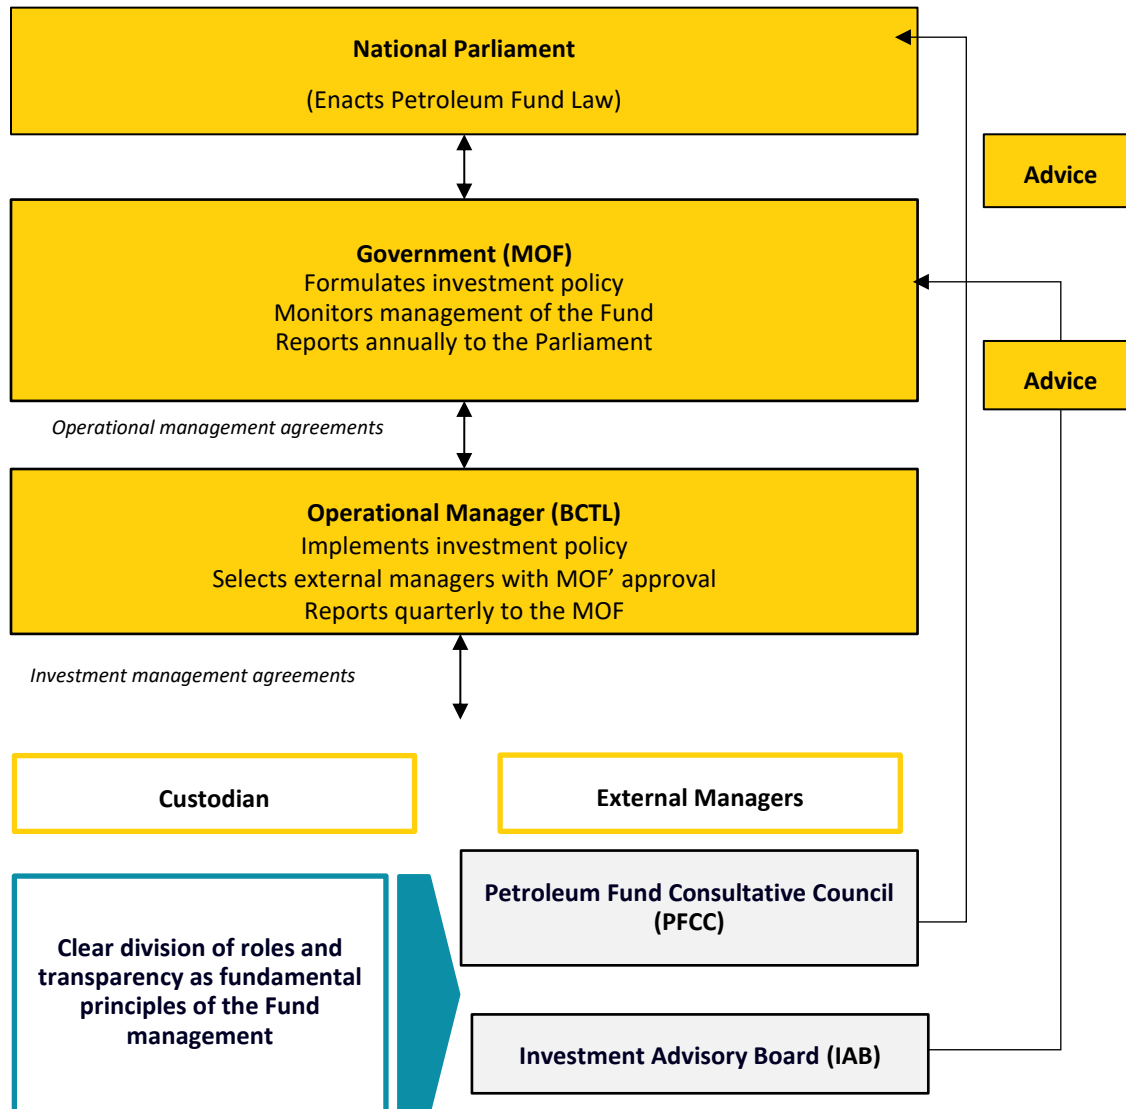 National Parliament
(Enacts Petroleum Fund Law)
Advice
Government (MOF)
Formulates investment policy
Monitors management of the Fund
Reports annually to the Parliament
Advice
Operational management agreements
Operational Manager (BCTL)
Implements investment policy
Selects external managers with MOF’ approval
Reports quarterly to the MOF
Investment management agreements
Custodian
External Managers
Petroleum Fund Consultative Council
(PFCC)
Clear division of roles and
transparency as fundamental
principles of the Fund
management
Investment Advisory Board (IAB)